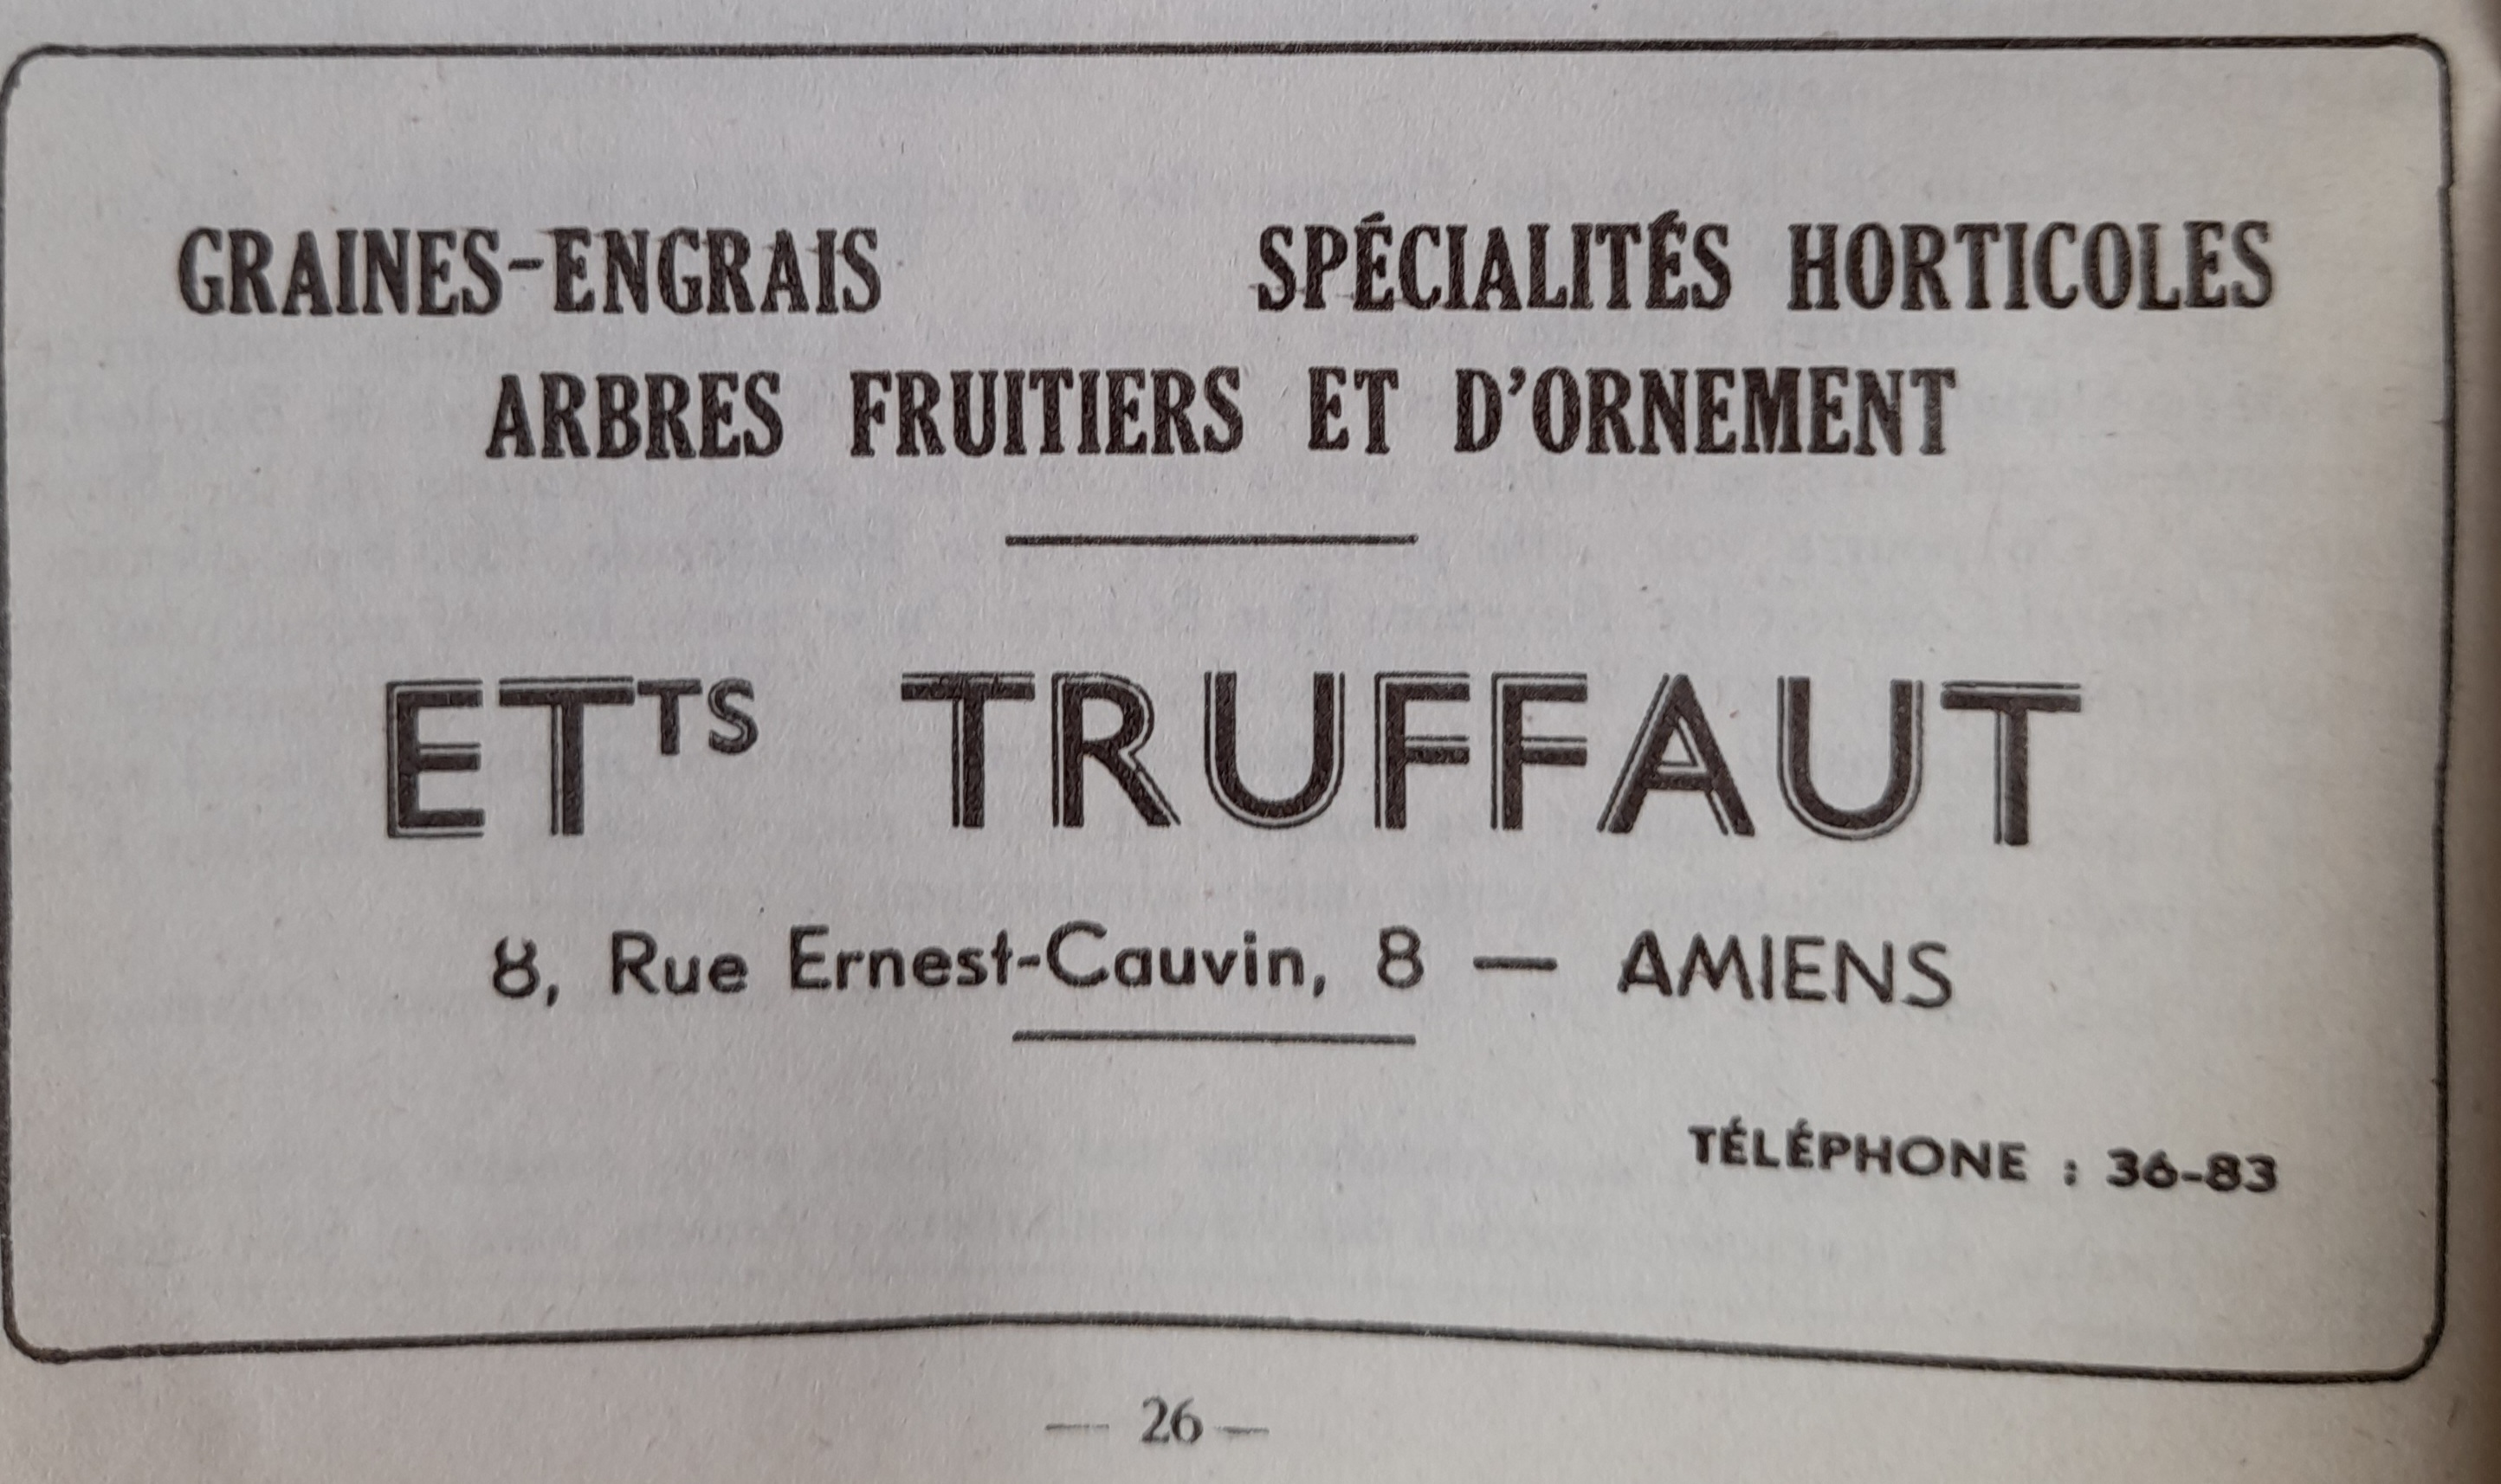 GRAINES-ENGRAIS SPÉCIALITÉS HORTICOLES
ARBRES FRUITIERS ET D'ORNEMENT
ETTS TRUFFAUT
8, Rue Ernest-Cauvin, 8 — AMIENS
TÉLÉPHONE : 36-83
— 26 —